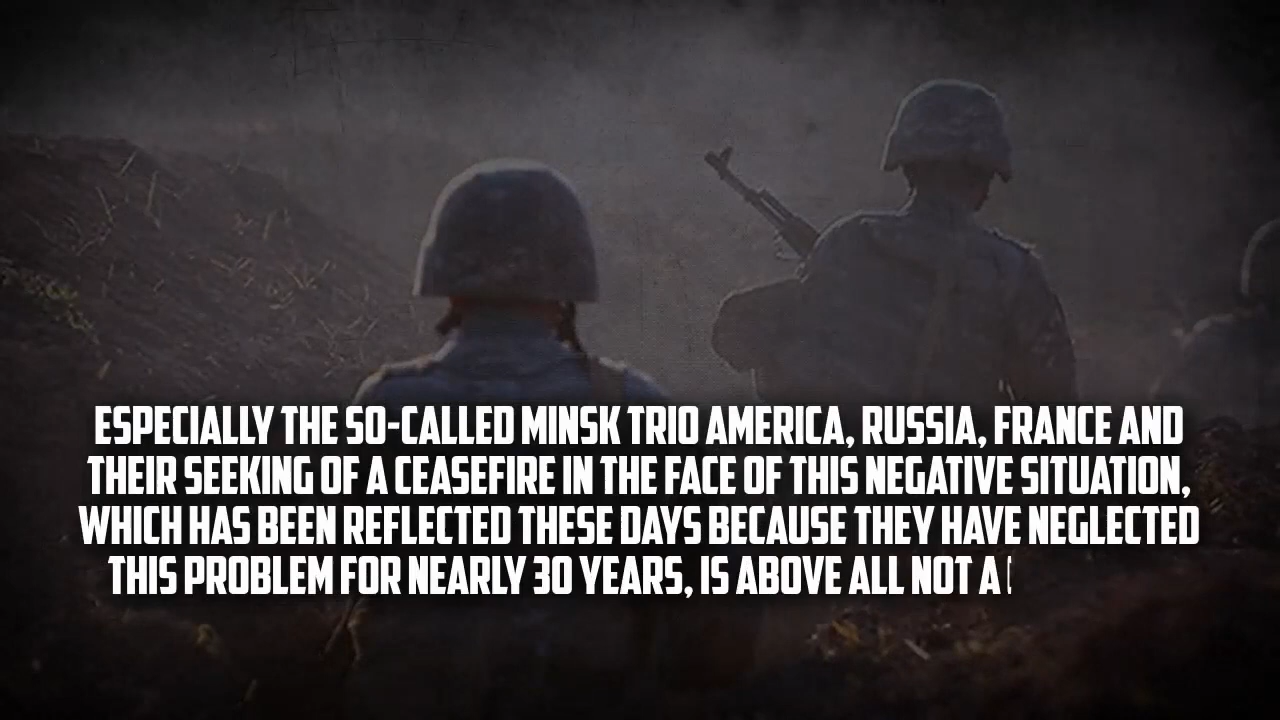 ESPECIALLY THE SO-CALLED MINSK TRIO AMERICA, RUSSIA, FRANCE AND
THEIR SEEKING OF A CEASEFIRE IN THE FACE OF THIS NEGATIVE SITUATION,
WHICH HAS BEEN REFLECTED THESE DAYS BECAUSE THEY HAVE NEGLECTED
THIS PROBLEM FOR NEARLY 30 YEARS, IS ABOVE ALL NOT A